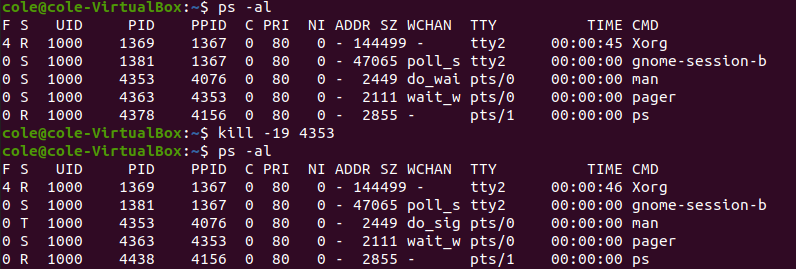 cole@cole-VirtualBox:~$ ps -al
F S   UID     PID    PPID  C PRI  NI ADDR SZ WCHAN  TTY          TIME CMD
4 R  1000    1369    1367  0  80   0 - 144499 -     tty2     00:00:45 Xorg
0 S  1000    1381    1367  0  80   0 - 47065 poll_s tty2     00:00:00 gnome-session-b
0 S  1000    4353    4076  0  80   0 -  2449 do_wai pts/0    00:00:00 man
0 S  1000    4363    4353  0  80   0 -  2111 wait_w pts/0    00:00:00 pager
0 R  1000    4378    4156  0  80   0 -  2855 -      pts/1    00:00:00 ps
cole@cole-VirtualBox:~$ kill -19 4353
cole@cole-VirtualBox:~$ ps -al
F S   UID     PID    PPID  C PRI  NI ADDR SZ WCHAN  TTY          TIME CMD
4 R  1000    1369    1367  0  80   0 - 144499 -     tty2     00:00:46 Xorg
0 S  1000    1381    1367  0  80   0 - 47065 poll_s tty2     00:00:00 gnome-session-b
0 T  1000    4353    4076  0  80   0 -  2449 do_sig pts/0    00:00:00 man
0 S  1000    4363    4353  0  80   0 -  2111 wait_w pts/0    00:00:00 pager
0 R  1000    4438    4156  0  80   0 -  2855 -      pts/1    00:00:00 ps